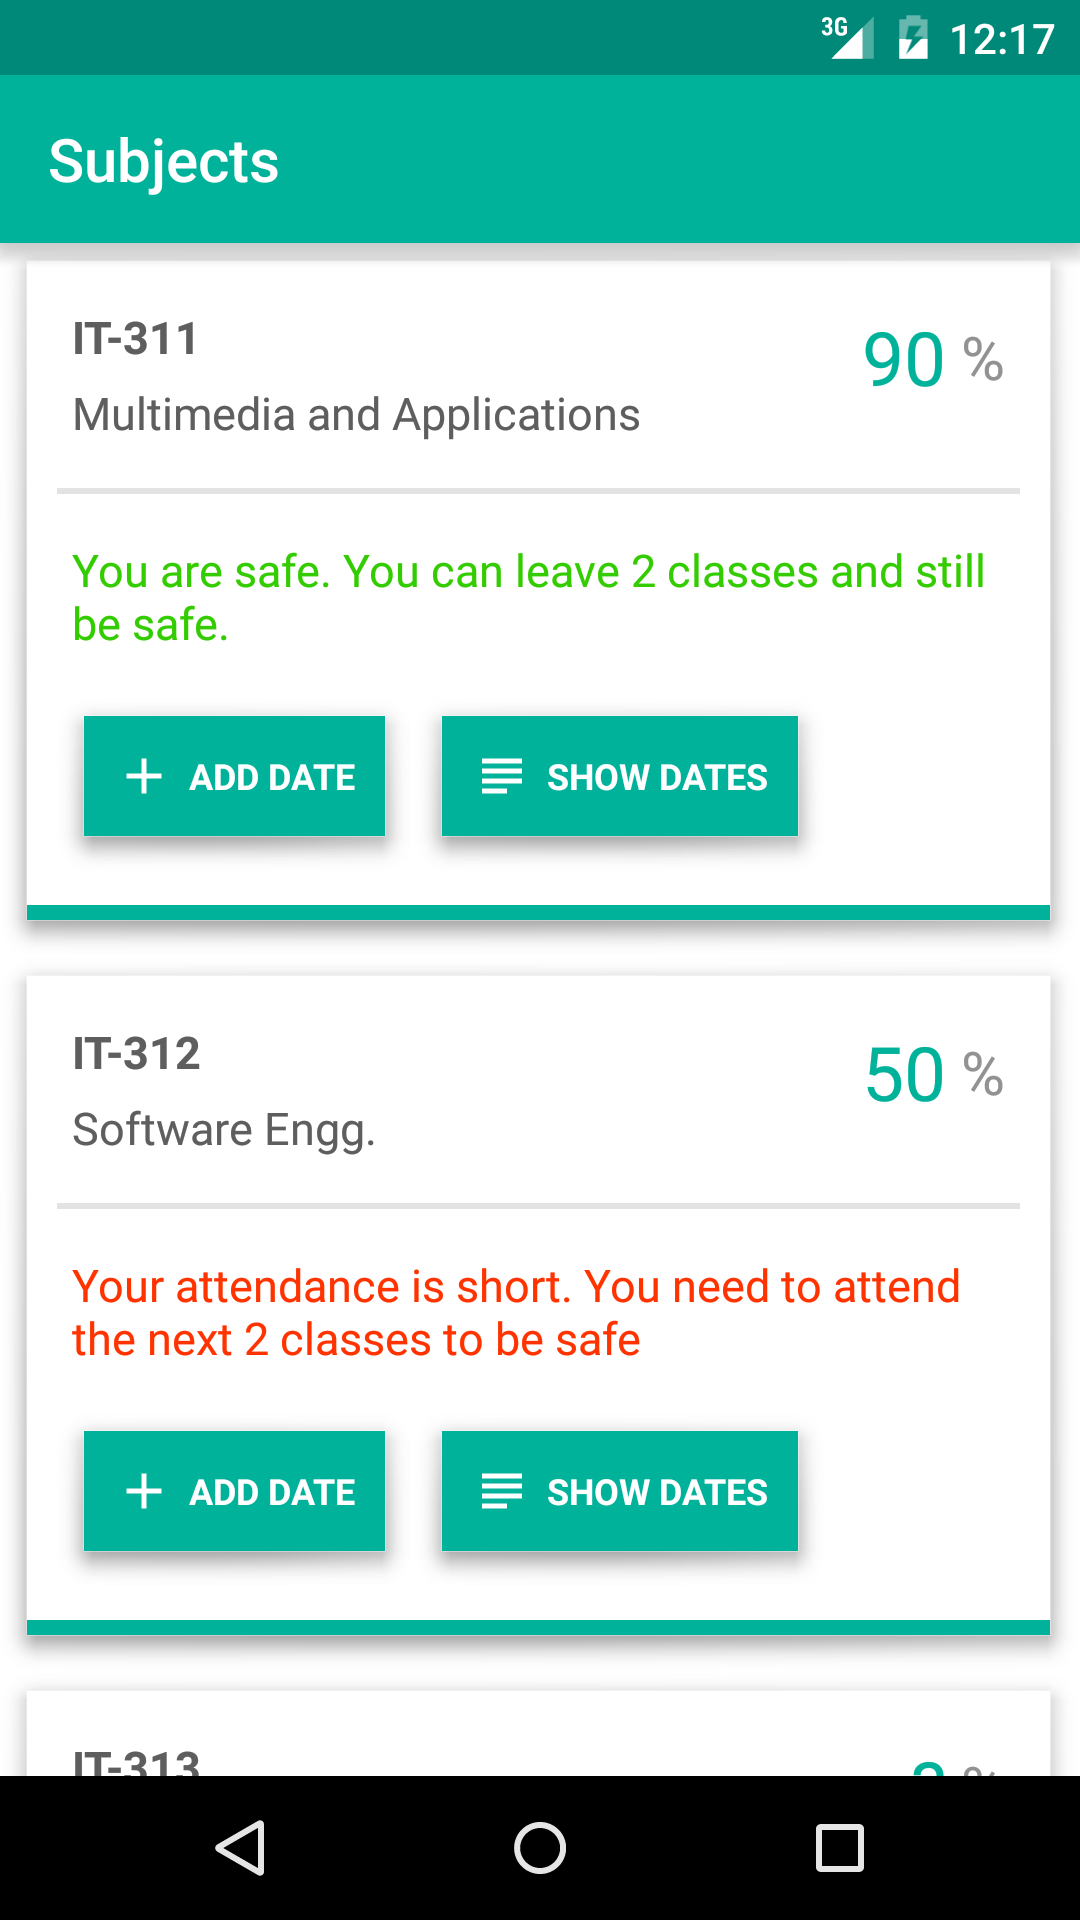 3G 12:17
Subjects
IT-311
90 %
Multimedia and Applications
You are safe. You can leave 2 classes and still
be safe.
ADD DATE SHOW DATES
IT-312
50 %
Software Engg.
Your attendance is short. You need to attend
the next 2 classes to be safe
ADD DATE SHOW DATES
IT-313
%